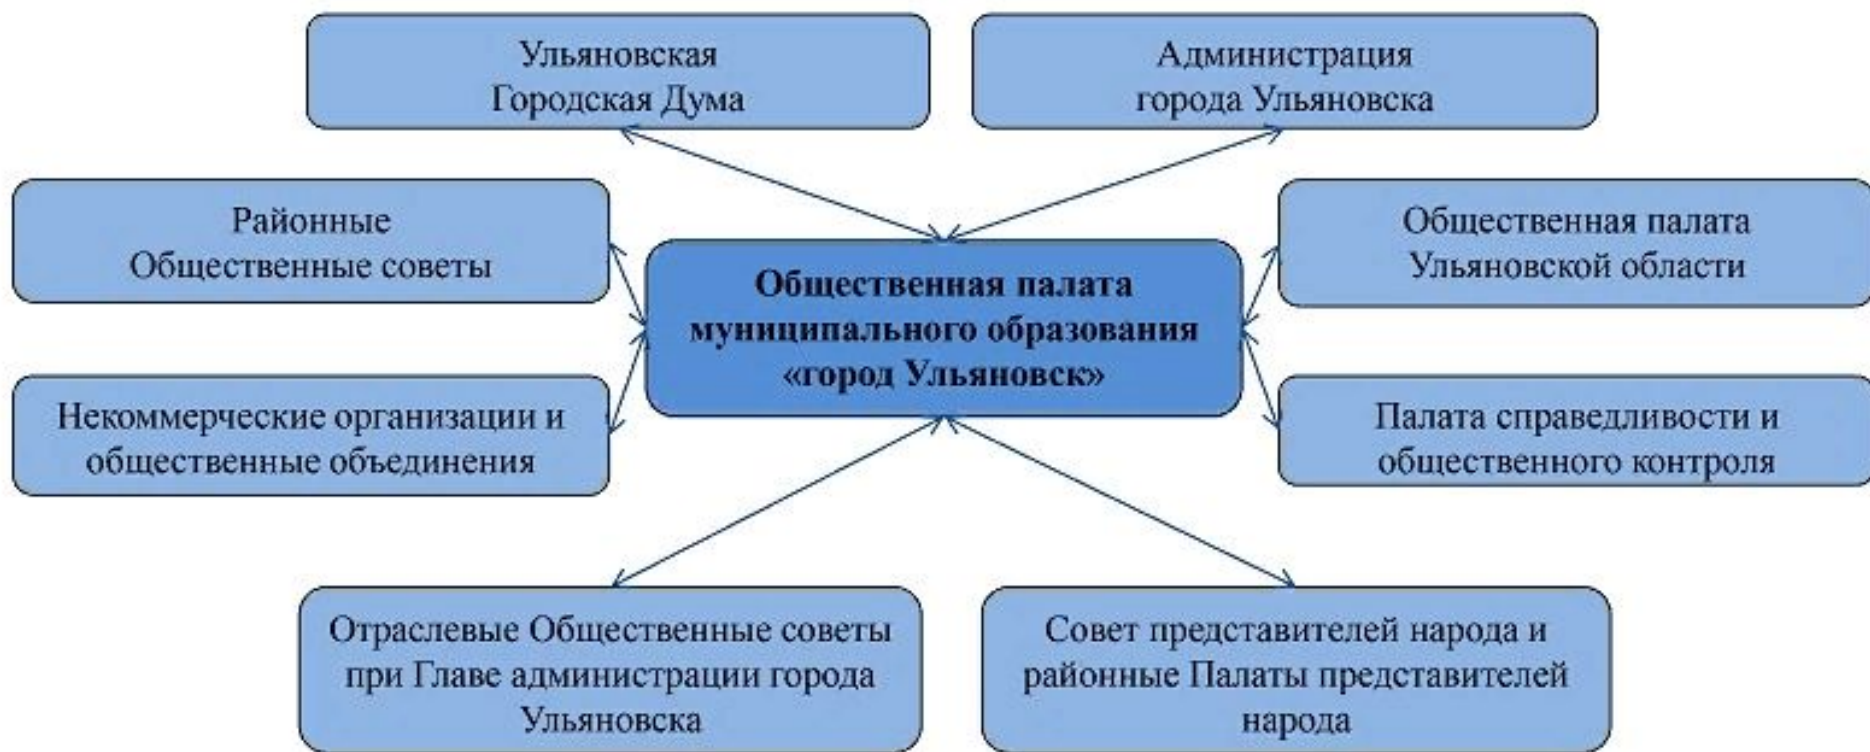 Ульяновская
Городская Дума
Администрация
города Ульяновска
Районные
Общественные советы
Общественная палата
Ульяновской области
Общественная палата
муниципального образования
«город Ульяновск»
Некоммерческие организации и
общественные объединения
Палата справедливости и
общественного контроля
Отраслевые Общественные советы
при Главе администрации города
Ульяновска
Совет представителей народа и
районные Палаты представителей
народа